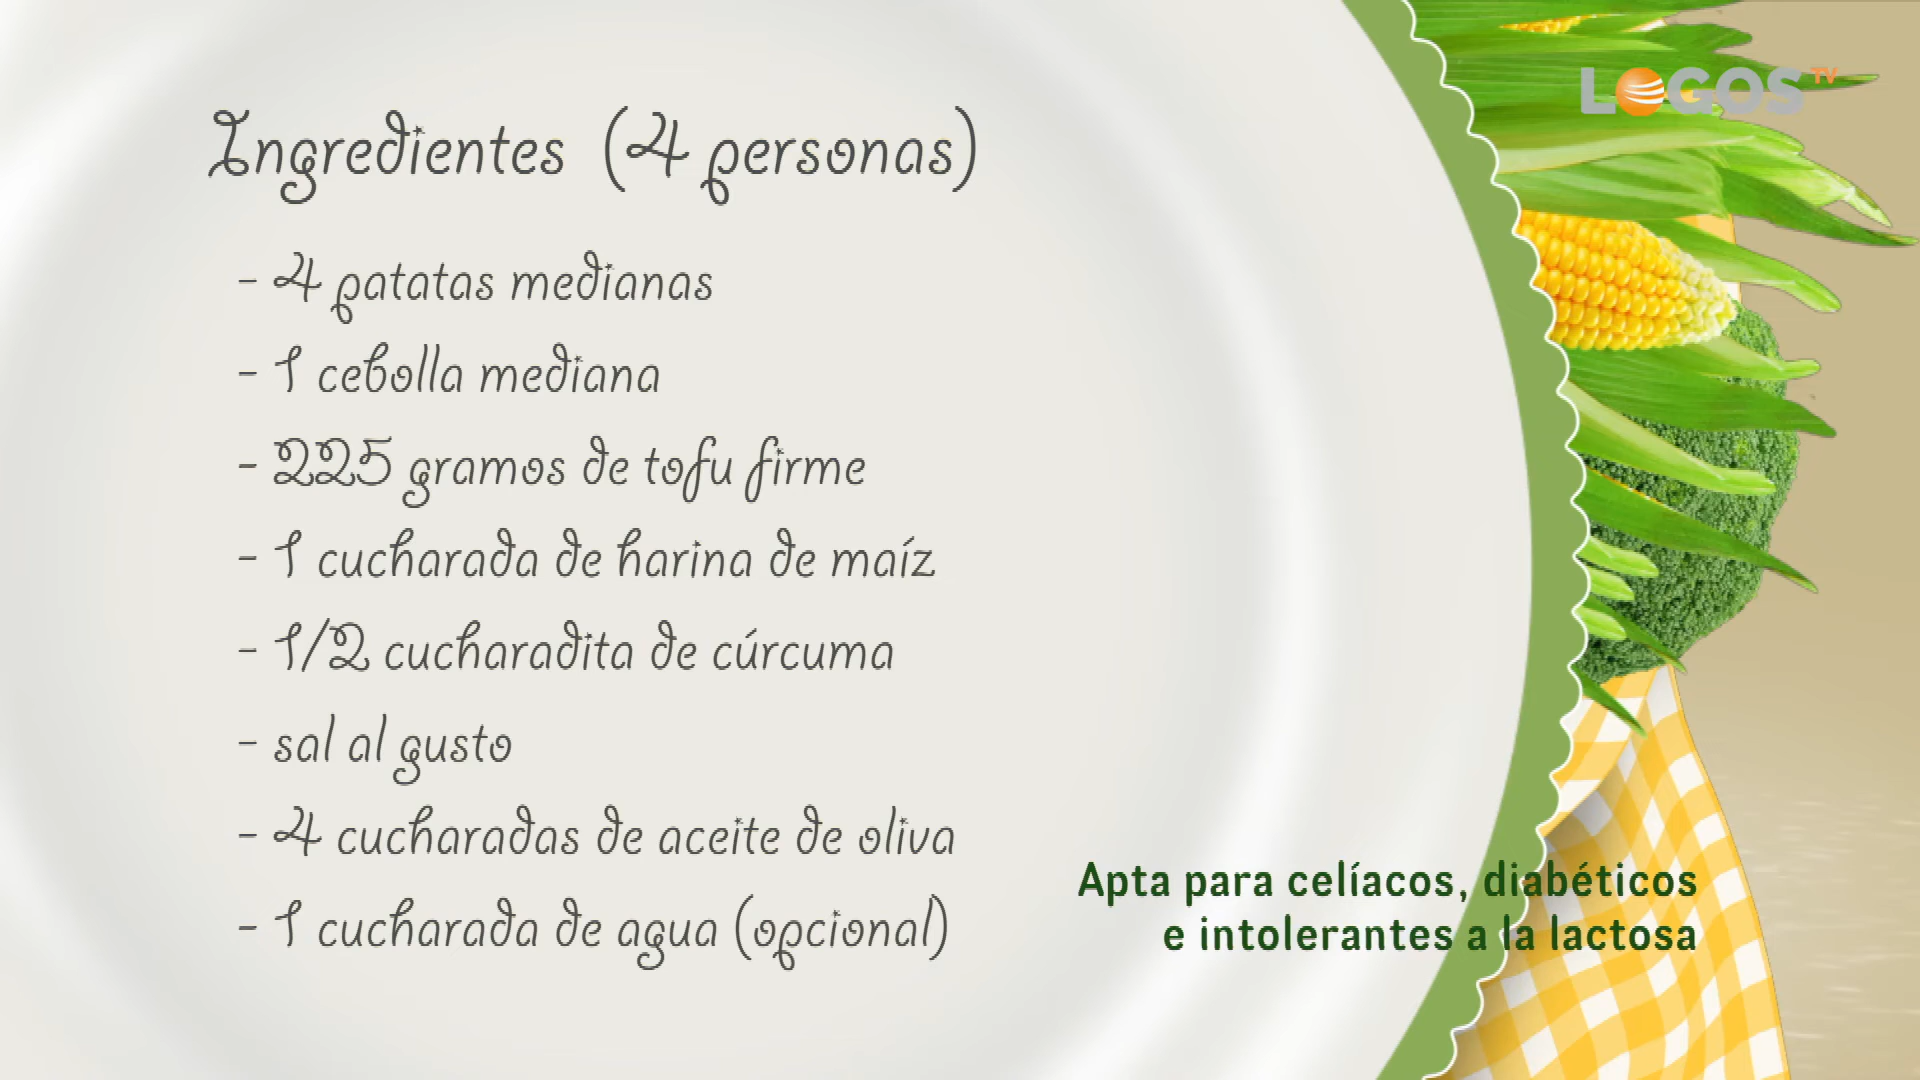 LOGOS TV
Ingredientes (4 personas)
- 4 patatas medianas
- 1 cebolla mediana
- 225 gramos de tofu firme
- 1 cucharada de harina de maíz
- 1/2 cucharadita de cúrcuma
- sal al gusto
- 4 cucharadas de aceite de oliva
- 1 cucharada de agua (opcional)
Apta para celíacos, diabéticos
e intolerantes a la lactosa